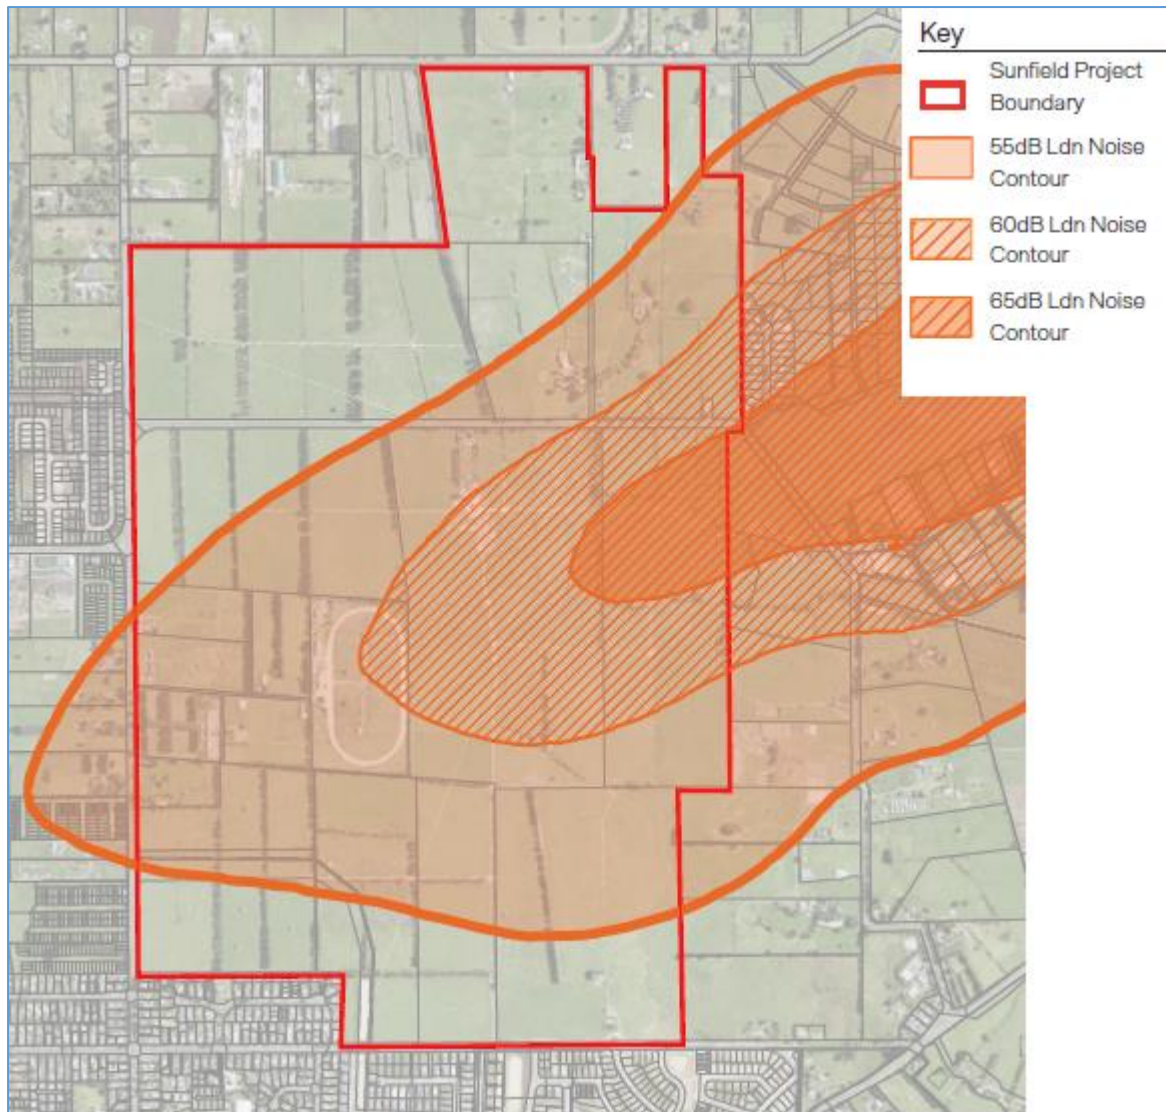 Key
Sunfield Project
Boundary
55dB Ldn Noise
Contour
60dB Ldn Noise
Contour
65dB Ldn Noise
Contour